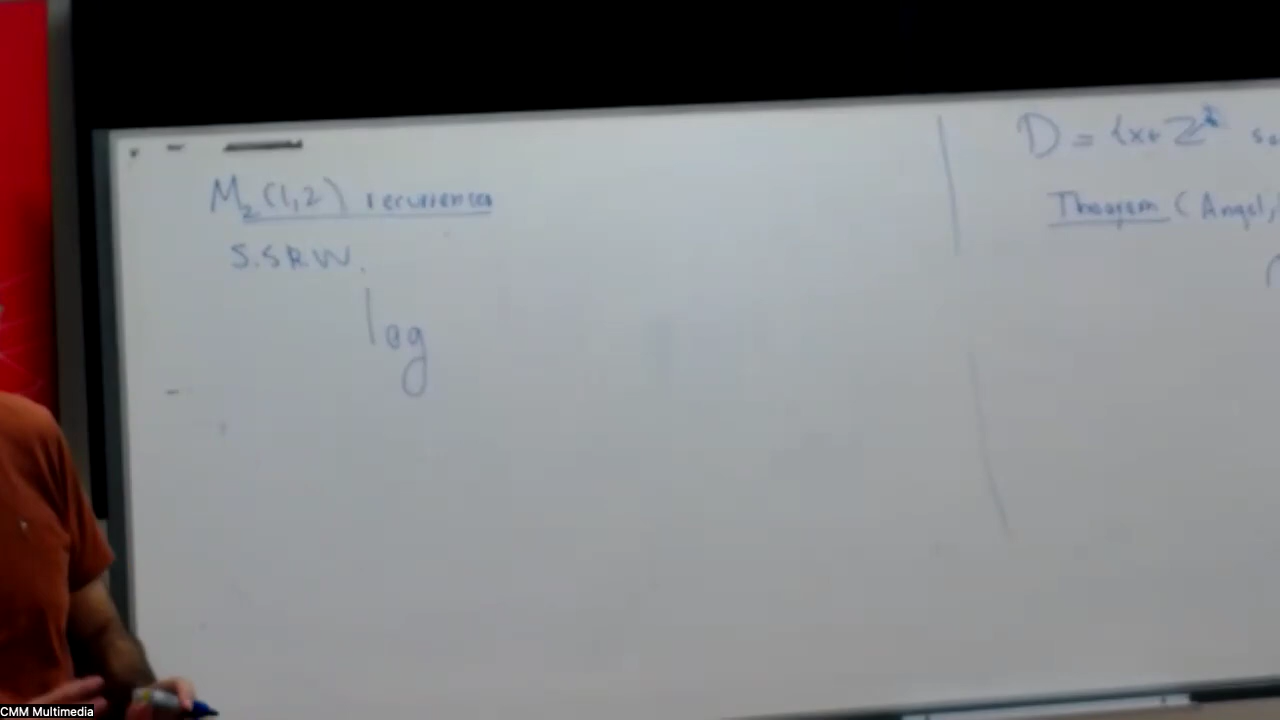 M₂(1,2) recurrence
S.S.R.W.
log
D = {x ∈ Z
Theorem (Angel,
CMM Multimedia